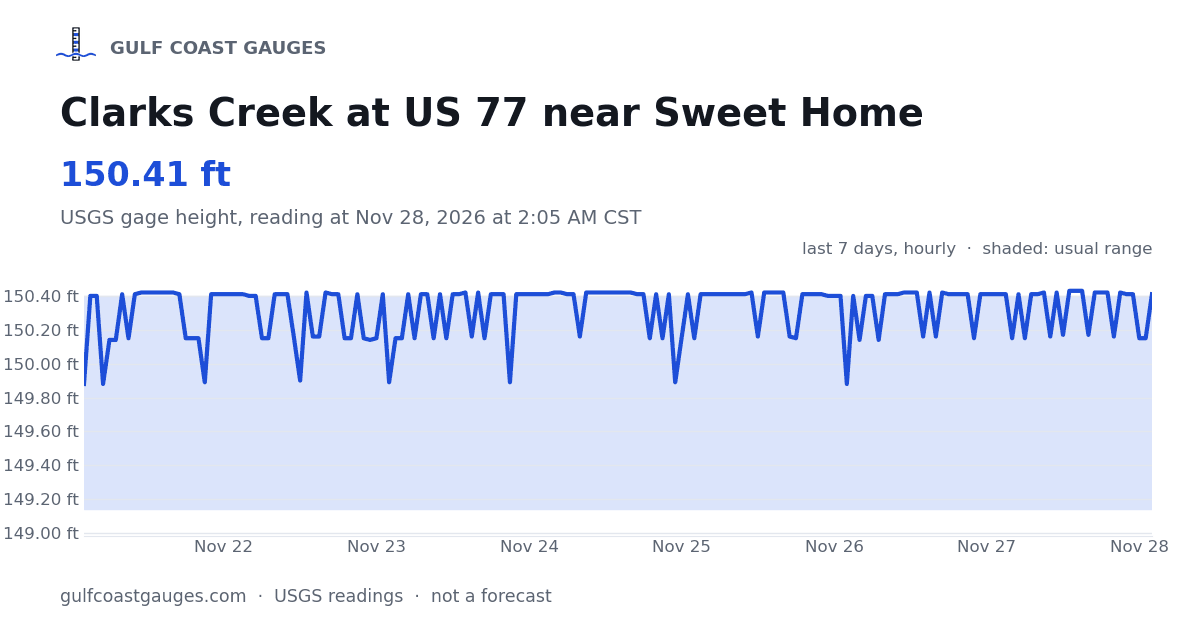 GULF COAST GAUGES
Clarks Creek at US 77 near Sweet Home
150.41 ft
USGS gage height, reading at Nov 28, 2026 at 2:05 AM CST
last 7 days, hourly · shaded: usual range
150.40 ft
150.20 ft
150.00 ft
149.80 ft
149.60 ft
149.40 ft
149.20 ft
149.00 ft
Nov 22 Nov 23 Nov 24 Nov 25 Nov 26 Nov 27 Nov 28
gulfcoastgauges.com · USGS readings · not a forecast